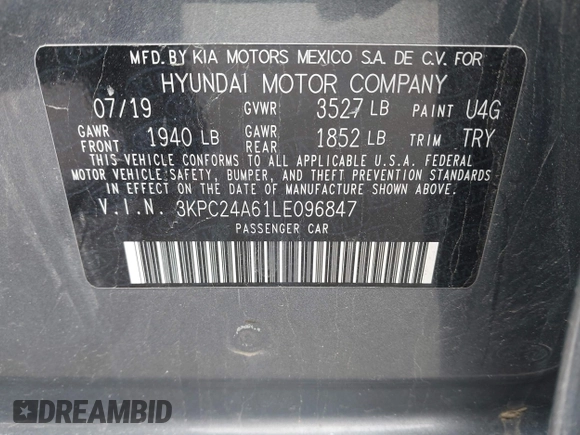 MFD. BY KIA MOTORS MEXICO S.A. DE C.V. FOR
HYUNDAI MOTOR COMPANY
07/19 GVWR 3527 LB PAINT U4G
GAWR FRONT 1940 LB GAWR REAR 1852 LB TRIM TRY
THIS VEHICLE CONFORMS TO ALL APPLICABLE U.S.A. FEDERAL
MOTOR VEHICLE SAFETY, BUMPER, AND THEFT PREVENTION STANDARDS
IN EFFECT ON THE DATE OF MANUFACTURE SHOWN ABOVE.
V.I.N. 3KPC24A61LE096847
PASSENGER CAR
DREAMBID